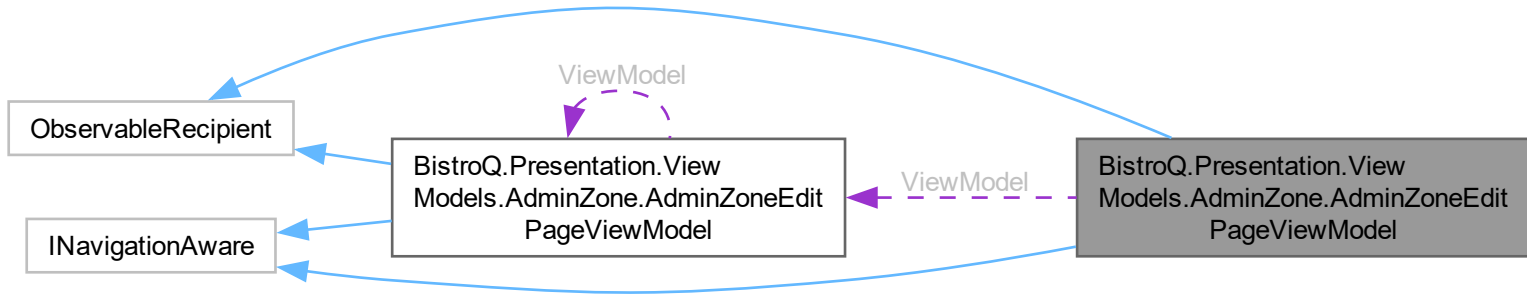 ViewModel
ObservableRecipient
BistroQ.Presentation.View
Models.AdminZone.AdminZoneEdit
PageViewModel
INavigationAware
ViewModel
BistroQ.Presentation.View
Models.AdminZone.AdminZoneEdit
PageViewModel